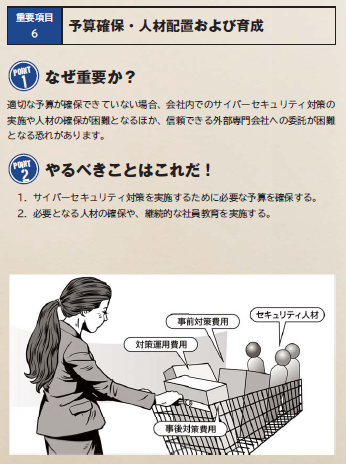 重要項目
6
予算確保・人材配置および育成
POINT
1
なぜ重要か？
適切な予算が確保できていない場合、会社内でのサイバーセキュリティ対策の
実施や人材の確保が困難となるほか、信頼できる外部専門会社への委託が困難
となる恐れがあります。
POINT
2
やるべきことはこれだ！
1．サイバーセキュリティ対策を実施するために必要な予算を確保する。
2．必要となる人材の確保や、継続的な社員教育を実施する。
セキュリティ人材
事前対策費用
対策運用費用
事後対策費用